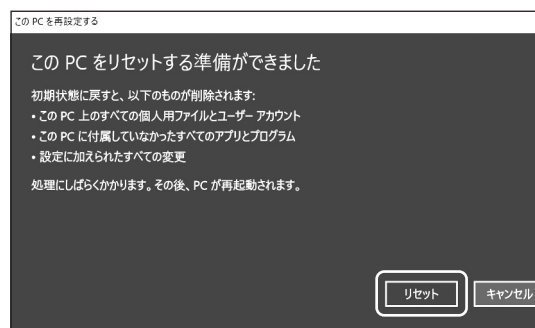 この PC を再設定する
この PC をリセットする準備ができました
初期状態に戻すと、以下のものが削除されます:
• この PC 上のすべての個人用ファイルとユーザー アカウント
• この PC に付属していなかったすべてのアプリとプログラム
• 設定に加えられたすべての変更
処理にしばらくかかります。その後、PC が再起動されます。
リセット
キャンセル